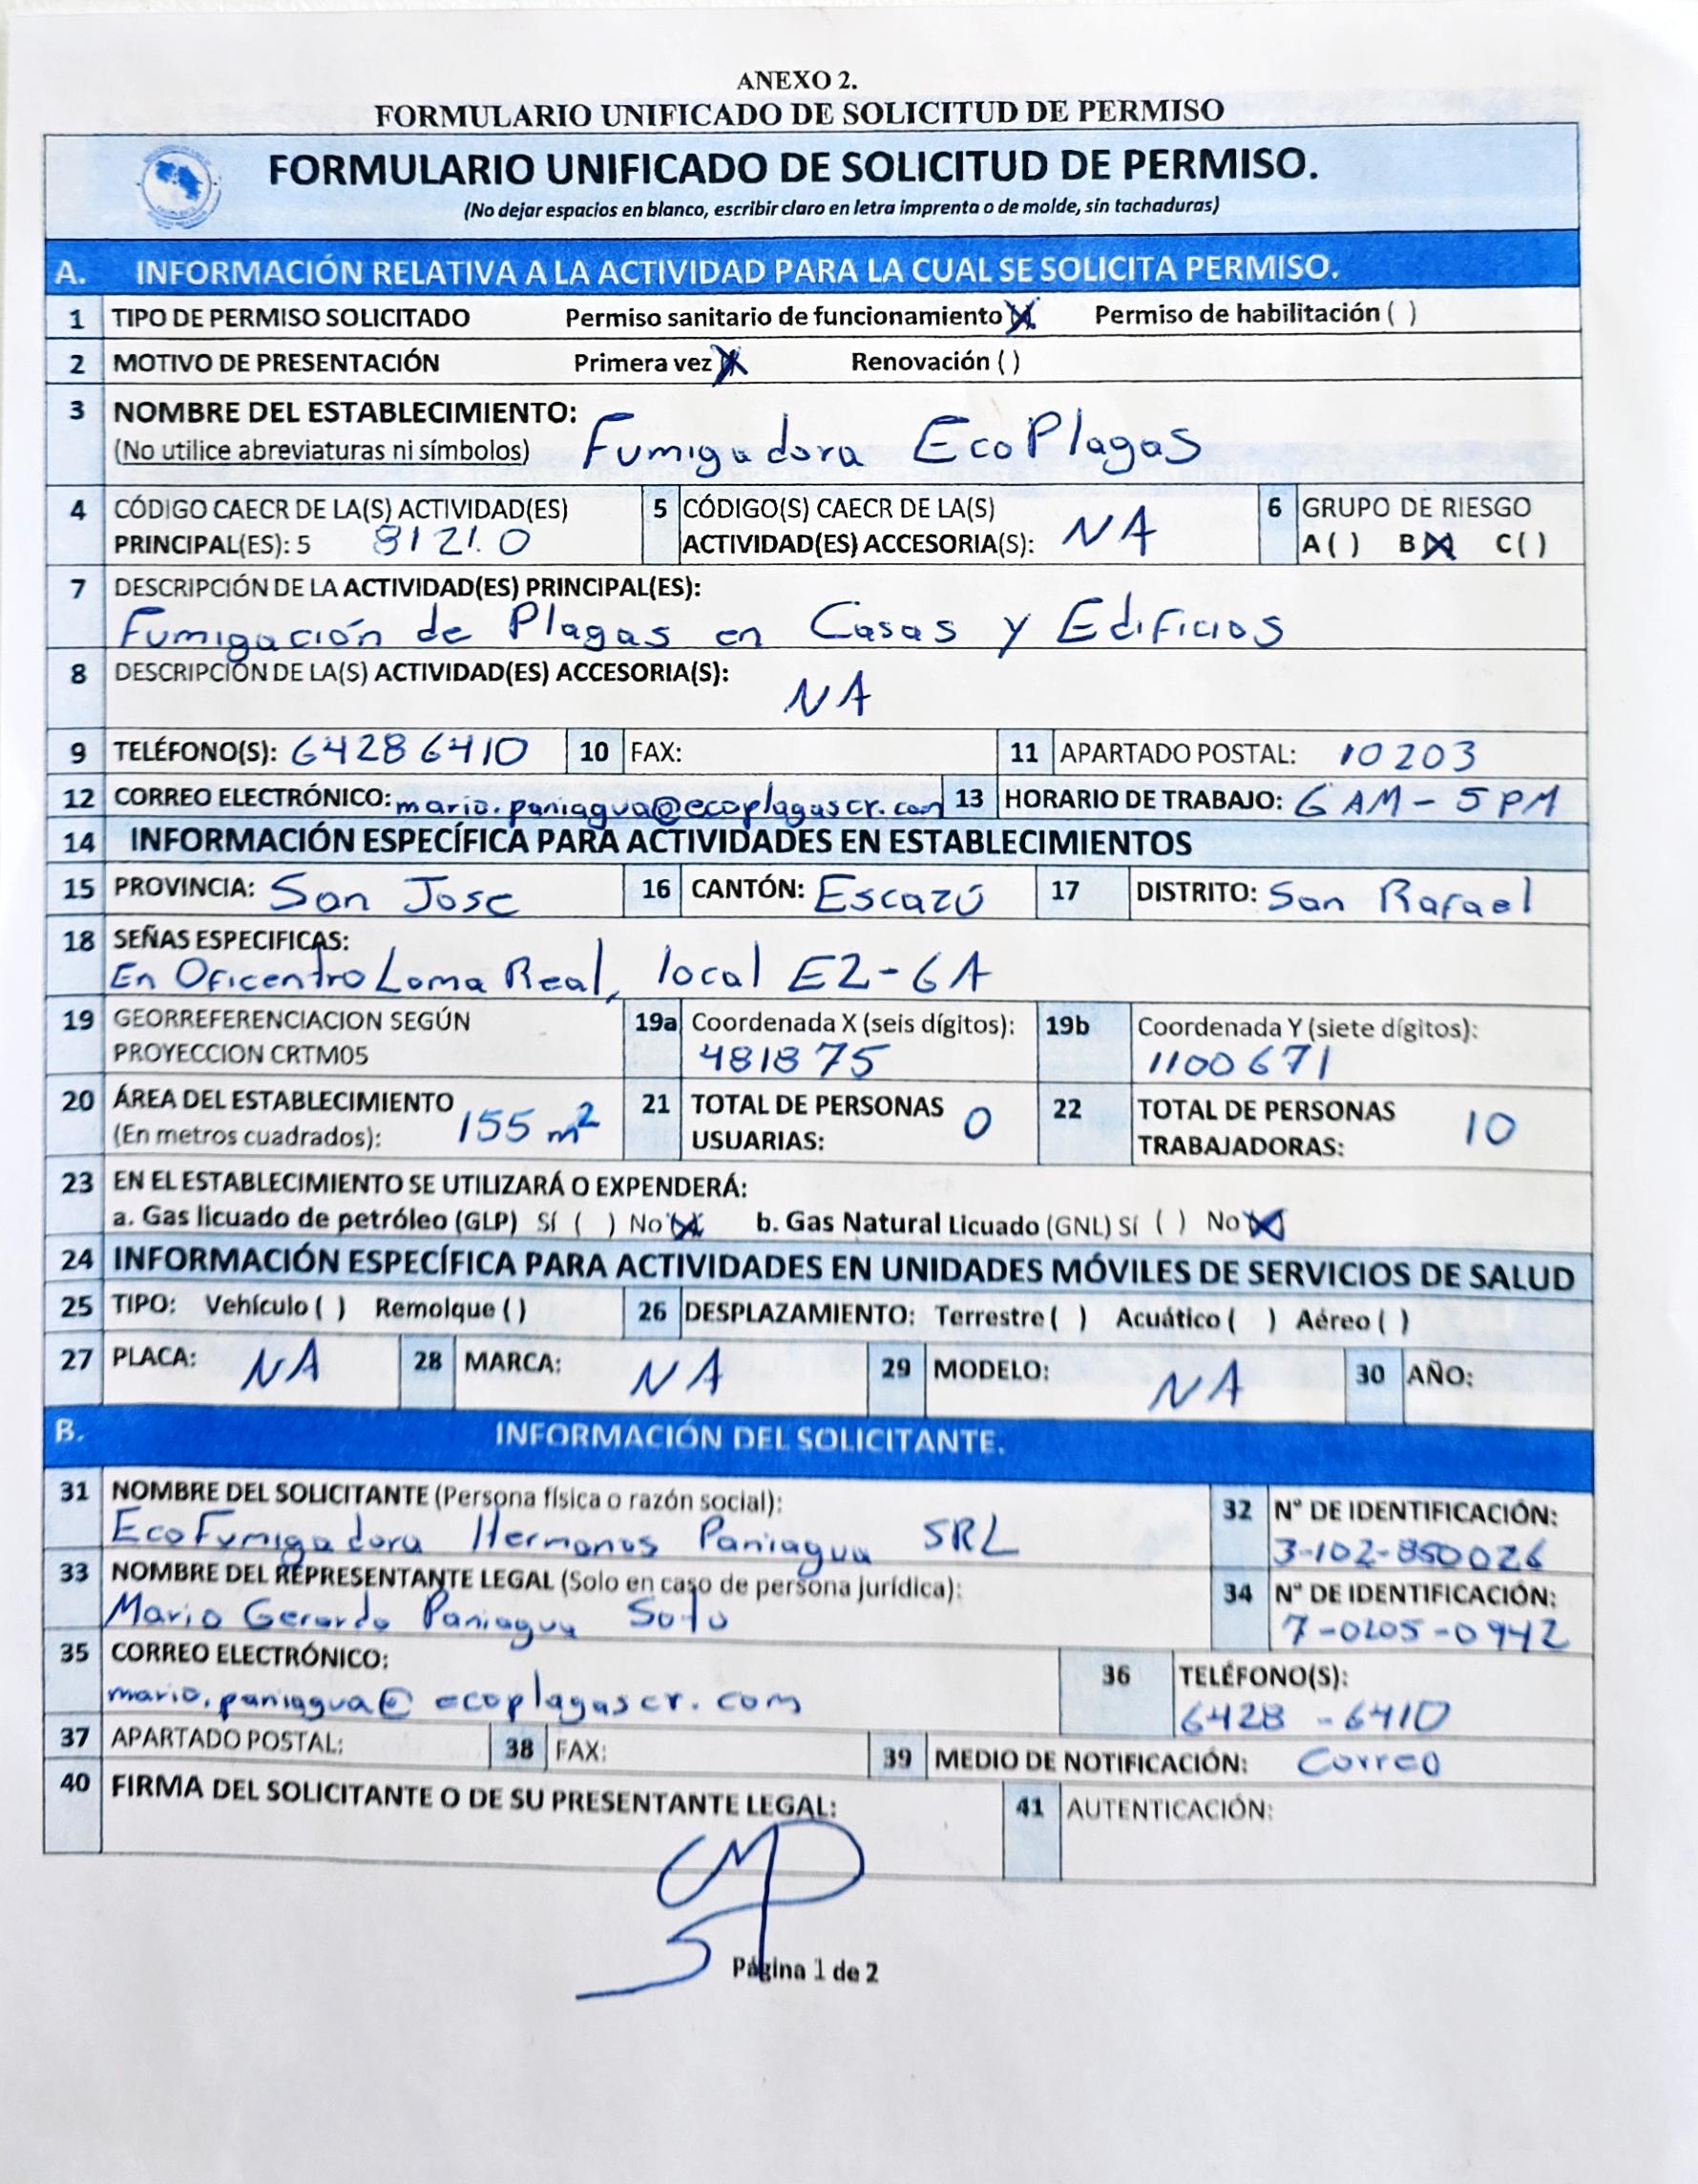 ANEXO 2.
FORMULARIO UNIFICADO DE SOLICITUD DE PERMISO
FORMULARIO UNIFICADO DE SOLICITUD DE PERMISO.
(No dejar espacios en blanco, escribir claro en letra imprenta o de molde, sin tachaduras)
A. INFORMACIÓN RELATIVA A LA ACTIVIDAD PARA LA CUAL SE SOLICITA PERMISO.
1 TIPO DE PERMISO SOLICITADO Permiso sanitario de funcionamiento (X) Permiso de habilitación ( )
2 MOTIVO DE PRESENTACIÓN Primera vez (X) Renovación ( )
3 NOMBRE DEL ESTABLECIMIENTO:
(No utilice abreviaturas ni símbolos) Fumigadora EcoPlagas
4 CÓDIGO CAECR DE LA(S) ACTIVIDAD(ES) PRINCIPAL(ES): 5 8121.0
5 CÓDIGO(S) CAECR DE LA(S) ACTIVIDAD(ES) ACCESORIA(S): NA
6 GRUPO DE RIESGO
A ( ) B (X) C ( )
7 DESCRIPCIÓN DE LA ACTIVIDAD(ES) PRINCIPAL(ES):
Fumigación de Plagas en Casas y Edificios
8 DESCRIPCIÓN DE LA(S) ACTIVIDAD(ES) ACCESORIA(S):
NA
9 TELÉFONO(S): 64286410 10 FAX: 11 APARTADO POSTAL: 10203
12 CORREO ELECTRÓNICO: mario.paniagua@ecoplagascr.com 13 HORARIO DE TRABAJO: 6 AM - 5 PM
14 INFORMACIÓN ESPECÍFICA PARA ACTIVIDADES EN ESTABLECIMIENTOS
15 PROVINCIA: San Jose 16 CANTÓN: Escazú 17 DISTRITO: San Rafael
18 SEÑAS ESPECIFICAS:
En Oficentro Loma Real, local E2-6A
19 GEORREFERENCIACION SEGÚN PROYECCION CRTM05
19a Coordenada X (seis dígitos): 481875
19b Coordenada Y (siete dígitos): 1100671
20 ÁREA DEL ESTABLECIMIENTO (En metros cuadrados): 155 m²
21 TOTAL DE PERSONAS USUARIAS: 0
22 TOTAL DE PERSONAS TRABAJADORAS: 10
23 EN EL ESTABLECIMIENTO SE UTILIZARÁ O EXPENDERÁ:
a. Gas licuado de petróleo (GLP) SÍ ( ) No (X) b. Gas Natural Licuado (GNL) SÍ ( ) No (X)
24 INFORMACIÓN ESPECÍFICA PARA ACTIVIDADES EN UNIDADES MÓVILES DE SERVICIOS DE SALUD
25 TIPO: Vehículo ( ) Remolque ( ) 26 DESPLAZAMIENTO: Terrestre ( ) Acuático ( ) Aéreo ( )
27 PLACA: NA 28 MARCA: NA 29 MODELO: NA 30 AÑO:
B. INFORMACIÓN DEL SOLICITANTE.
31 NOMBRE DEL SOLICITANTE (Persona física o razón social):
EcoFumigadora Hermanos Paniagua SRL
32 N° DE IDENTIFICACIÓN:
3-102-850026
33 NOMBRE DEL REPRESENTANTE LEGAL (Solo en caso de persona jurídica):
Mario Gerardo Paniagua Soto
34 N° DE IDENTIFICACIÓN:
7-0205-0942
35 CORREO ELECTRÓNICO:
mario.paniagua@ecoplagascr.com
36 TELÉFONO(S):
6428-6410
37 APARTADO POSTAL: 38 FAX: 39 MEDIO DE NOTIFICACIÓN: Correo
40 FIRMA DEL SOLICITANTE O DE SU PRESENTANTE LEGAL: 41 AUTENTICACIÓN:
Página 1 de 2